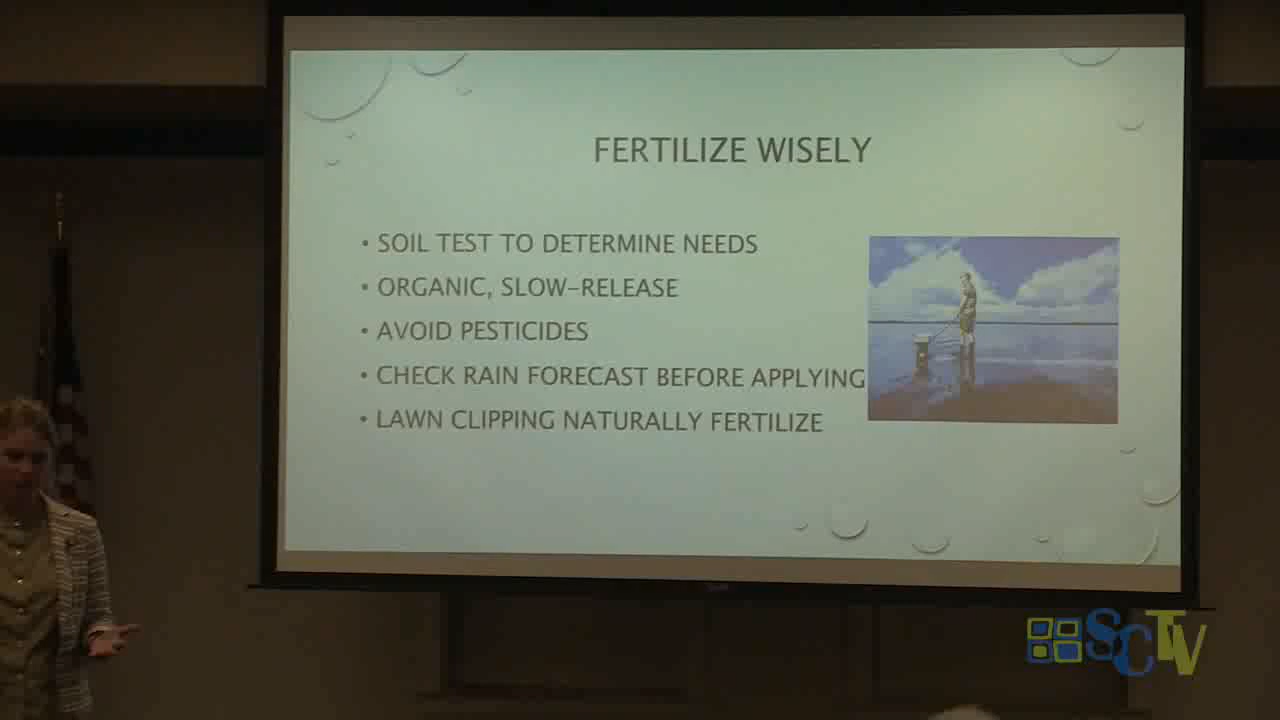 FERTILIZE WISELY
• SOIL TEST TO DETERMINE NEEDS
• ORGANIC, SLOW-RELEASE
• AVOID PESTICIDES
• CHECK RAIN FORECAST BEFORE APPLYING
• LAWN CLIPPING NATURALLY FERTILIZE
SCTV